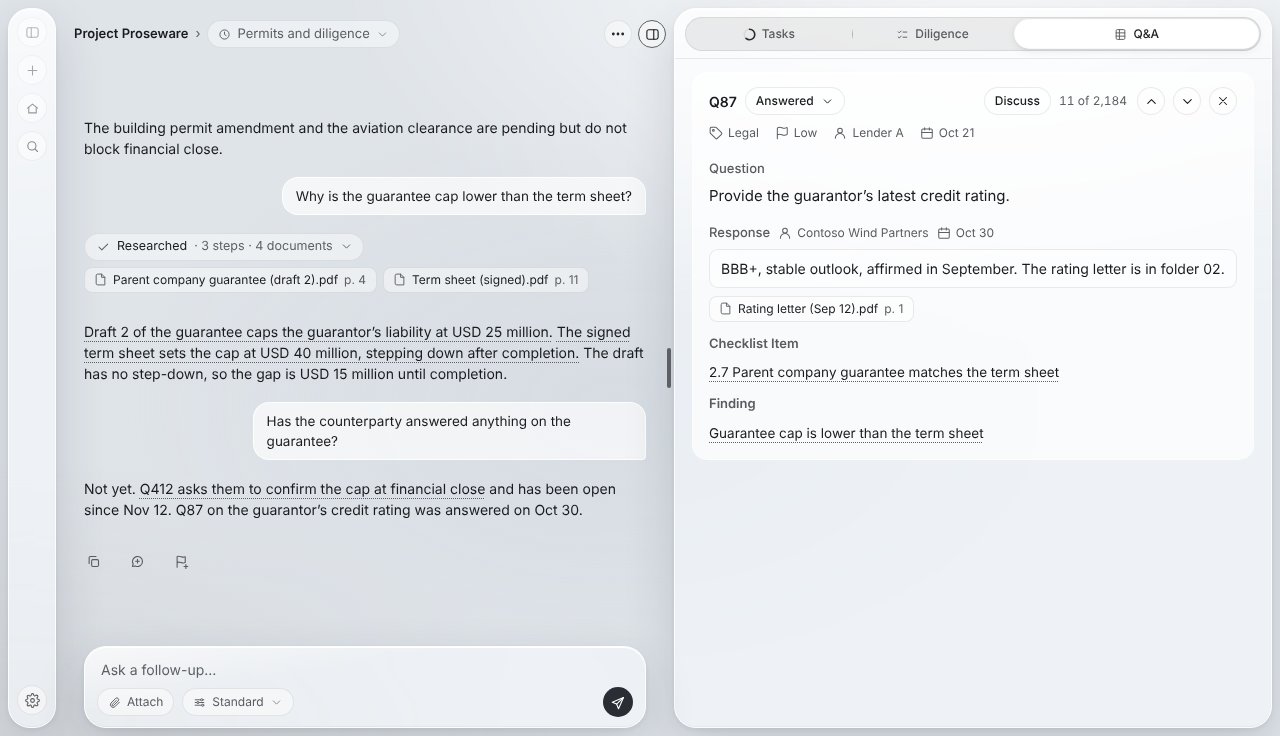 Project Proseware › Permits and diligence
The building permit amendment and the aviation clearance are pending but do not
block financial close.
Why is the guarantee cap lower than the term sheet?
Researched · 3 steps · 4 documents
Parent company guarantee (draft 2).pdf p. 4 Term sheet (signed).pdf p. 11
Draft 2 of the guarantee caps the guarantor’s liability at USD 25 million. The signed
term sheet sets the cap at USD 40 million, stepping down after completion. The draft
has no step-down, so the gap is USD 15 million until completion.
Has the counterparty answered anything on the
guarantee?
Not yet. Q412 asks them to confirm the cap at financial close and has been open
since Nov 12. Q87 on the guarantor’s credit rating was answered on Oct 30.
Ask a follow-up...
Attach Standard
Tasks Diligence Q&A
Q87 Answered Discuss 11 of 2,184
Legal Low Lender A Oct 21
Question
Provide the guarantor’s latest credit rating.
Response Contoso Wind Partners Oct 30
BBB+, stable outlook, affirmed in September. The rating letter is in folder 02.
Rating letter (Sep 12).pdf p. 1
Checklist Item
2.7 Parent company guarantee matches the term sheet
Finding
Guarantee cap is lower than the term sheet